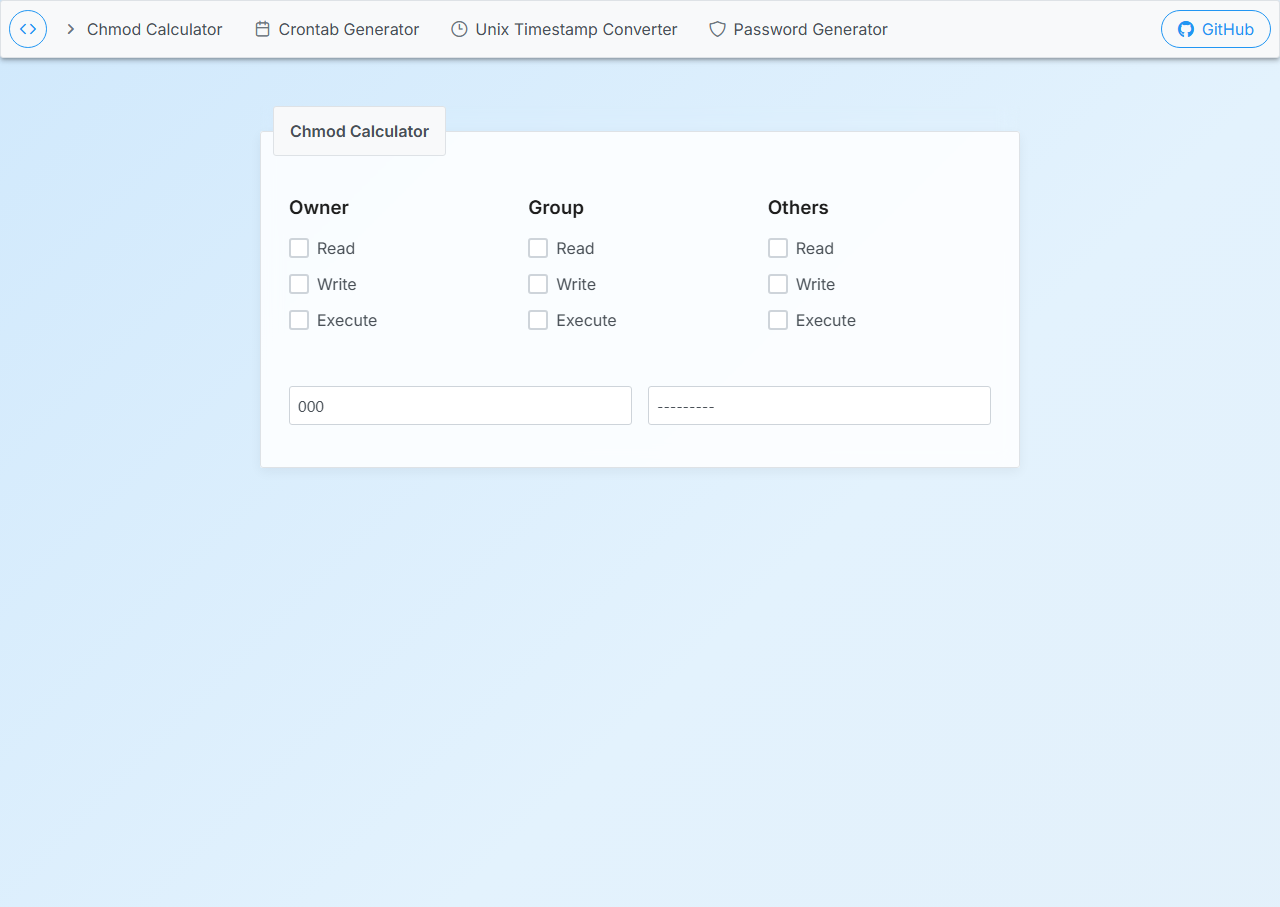 Chmod Calculator Crontab Generator Unix Timestamp Converter Password Generator GitHub
Chmod Calculator
Owner Group Others
Read Read Read
Write Write Write
Execute Execute Execute
000 ---------